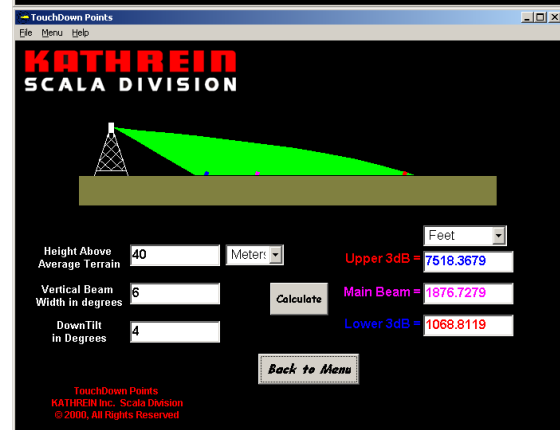 TouchDown Points
File Menu Help
KATHREIN
SCALA DIVISION
Feet
Height Above
Average Terrain
40
Meters
Upper 3dB =
7518.3679
Vertical Beam
Width in degrees
6
Calculate
Main Beam =
1876.7279
DownTilt
in Degrees
4
Lower 3dB =
1068.8119
Back to Menu
TouchDown Points
KATHREIN Inc. Scala Division
© 2000, All Rights Reserved